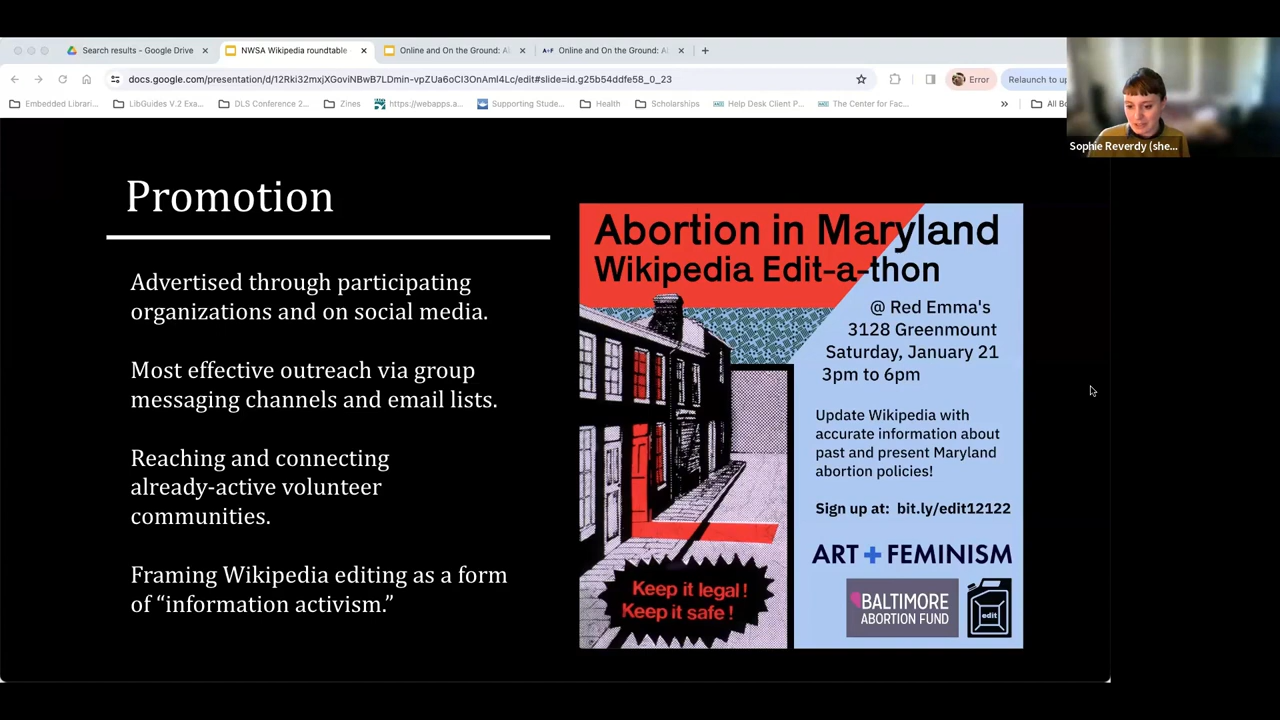 Search results - Google Drive
NWSA Wikipedia roundtable
Online and On the Ground: Al
Online and On the Ground: Al
docs.google.com/presentation/d/12Rki32mxjXGoviNBwB7LDmin-vpZUa6oCI3OnAmI4Lc/edit#slide=id.g25b54ddfe58_0_23
Error
Relaunch to up
Embedded Librari...
LibGuides V.2 Exa...
DLS Conference 2...
Zines
https://webapps.a...
Supporting Stude...
Health
Scholarships
Help Desk Client P...
The Center for Fac...
All Bo
Sophie Reverdy (she...
Promotion
Advertised through participating
organizations and on social media.
Most effective outreach via group
messaging channels and email lists.
Reaching and connecting
already-active volunteer
communities.
Framing Wikipedia editing as a form
of “information activism.”
Abortion in Maryland
Wikipedia Edit-a-thon
@ Red Emma's
3128 Greenmount
Saturday, January 21
3pm to 6pm
Update Wikipedia with
accurate information about
past and present Maryland
abortion policies!
Sign up at: bit.ly/edit12122
ART + FEMINISM
BALTIMORE
ABORTION FUND
edit
Keep it legal!
Keep it safe!